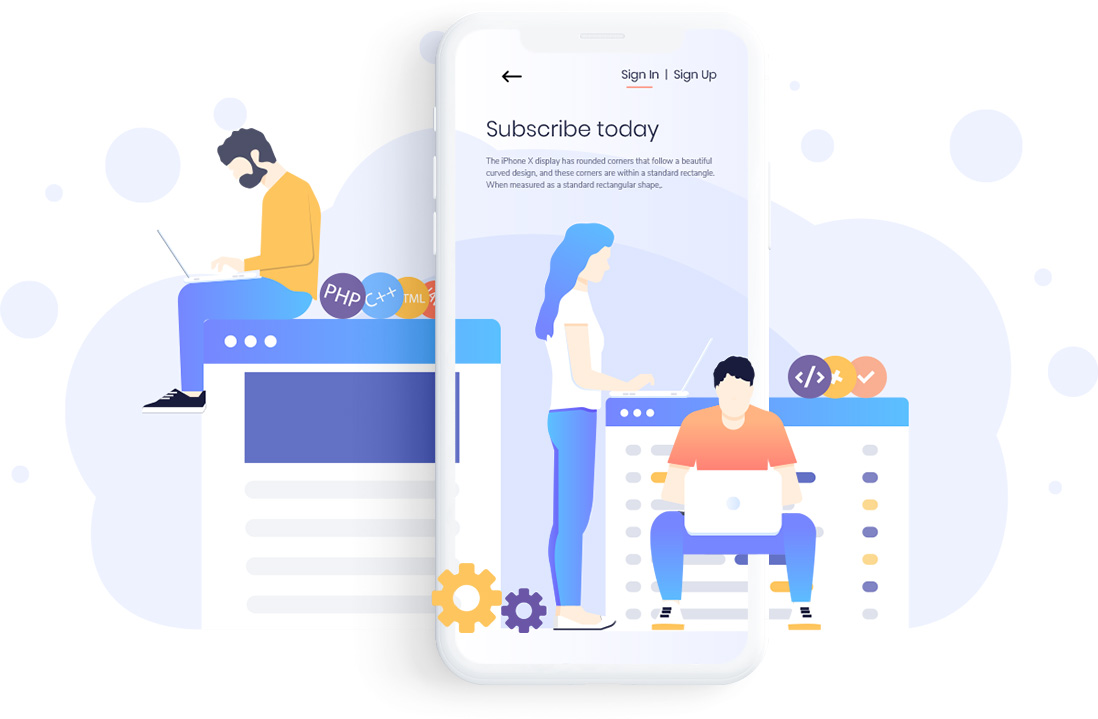 Sign In | Sign Up
Subscribe today
The iPhone X display has rounded corners that follow a beautiful
curved design, and these corners are within a standard rectangle.
When measured as a standard rectangular shape,.
PHP
C++
TML
</>